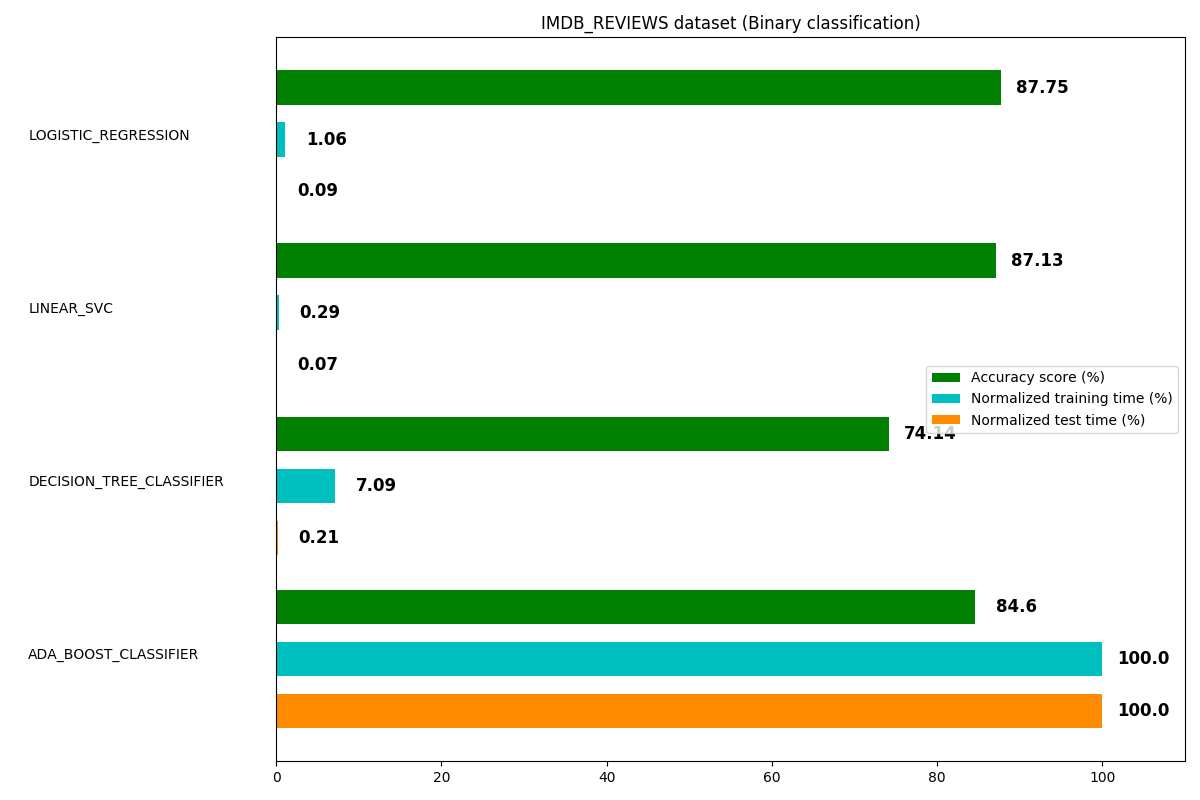 IMDB_REVIEWS dataset (Binary classification)
87.75
LOGISTIC_REGRESSION
1.06
0.09
87.13
LINEAR_SVC
0.29
0.07
Accuracy score (%)
Normalized training time (%)
Normalized test time (%)
74.14
DECISION_TREE_CLASSIFIER
7.09
0.21
84.6
ADA_BOOST_CLASSIFIER
100.0
100.0
0 20 40 60 80 100